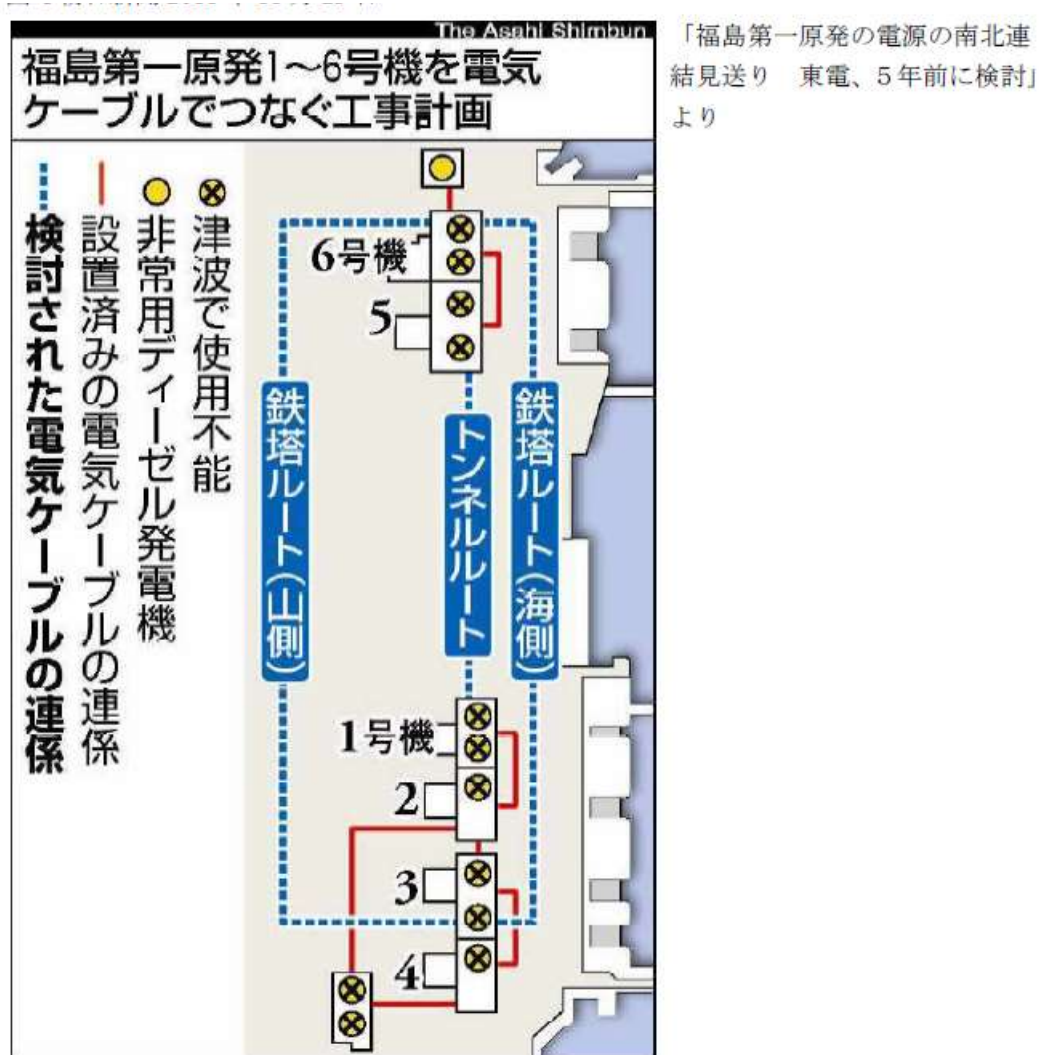 The Asahi Shimbun
福島第一原発1～6号機を電気
ケーブルでつなぐ工事計画
「福島第一原発の電源の南北連
結見送り　東電、5年前に検討」
より
津波で使用不能
非常用ディーゼル発電機
設置済みの電気ケーブルの連係
検討された電気ケーブルの連係
6号機
5
鉄塔ルート(山側)
トンネルルート
鉄塔ルート(海側)
1号機
2
3
4